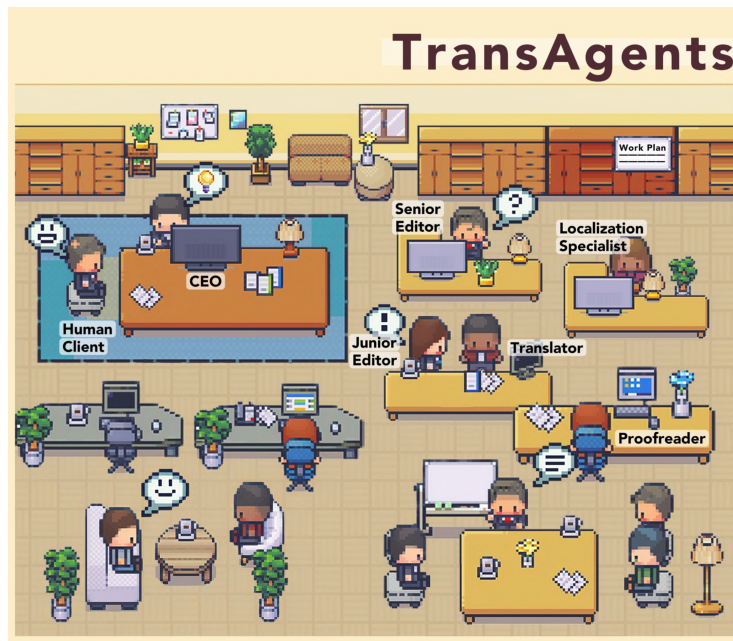 TransAgents
Work Plan
Senior
Editor
Localization
Specialist
CEO
Human
Client
Junior
Editor
Translator
Proofreader